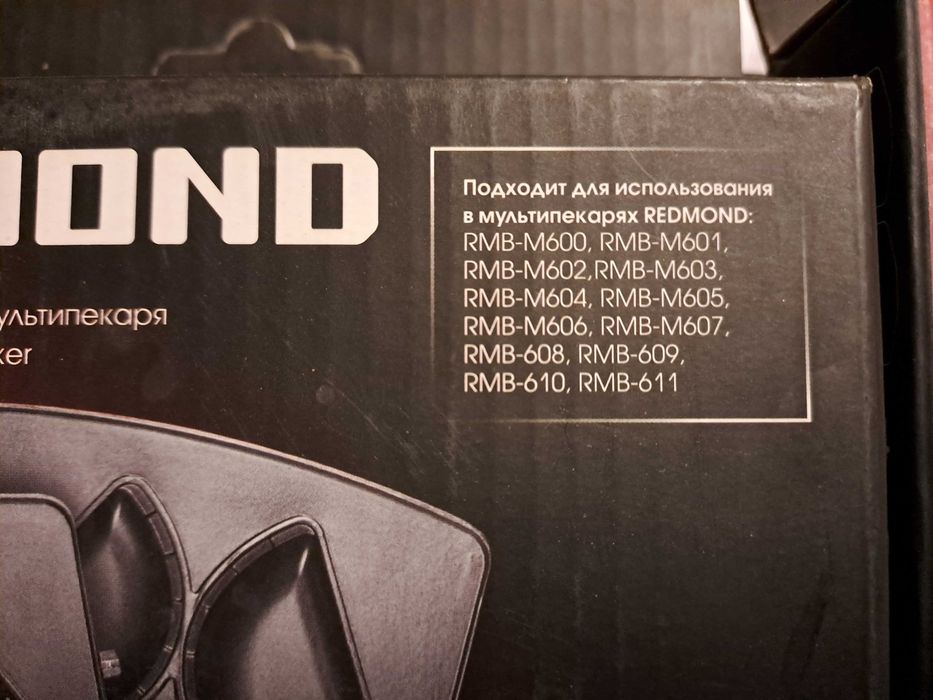 MOND
Подходит для использования
в мультипекарях REDMOND:
RMB-M600, RMB-M601,
RMB-M602,RMB-M603,
RMB-M604, RMB-M605,
RMB-M606, RMB-M607,
RMB-608, RMB-609,
RMB-610, RMB-611
ультипекаря
ker